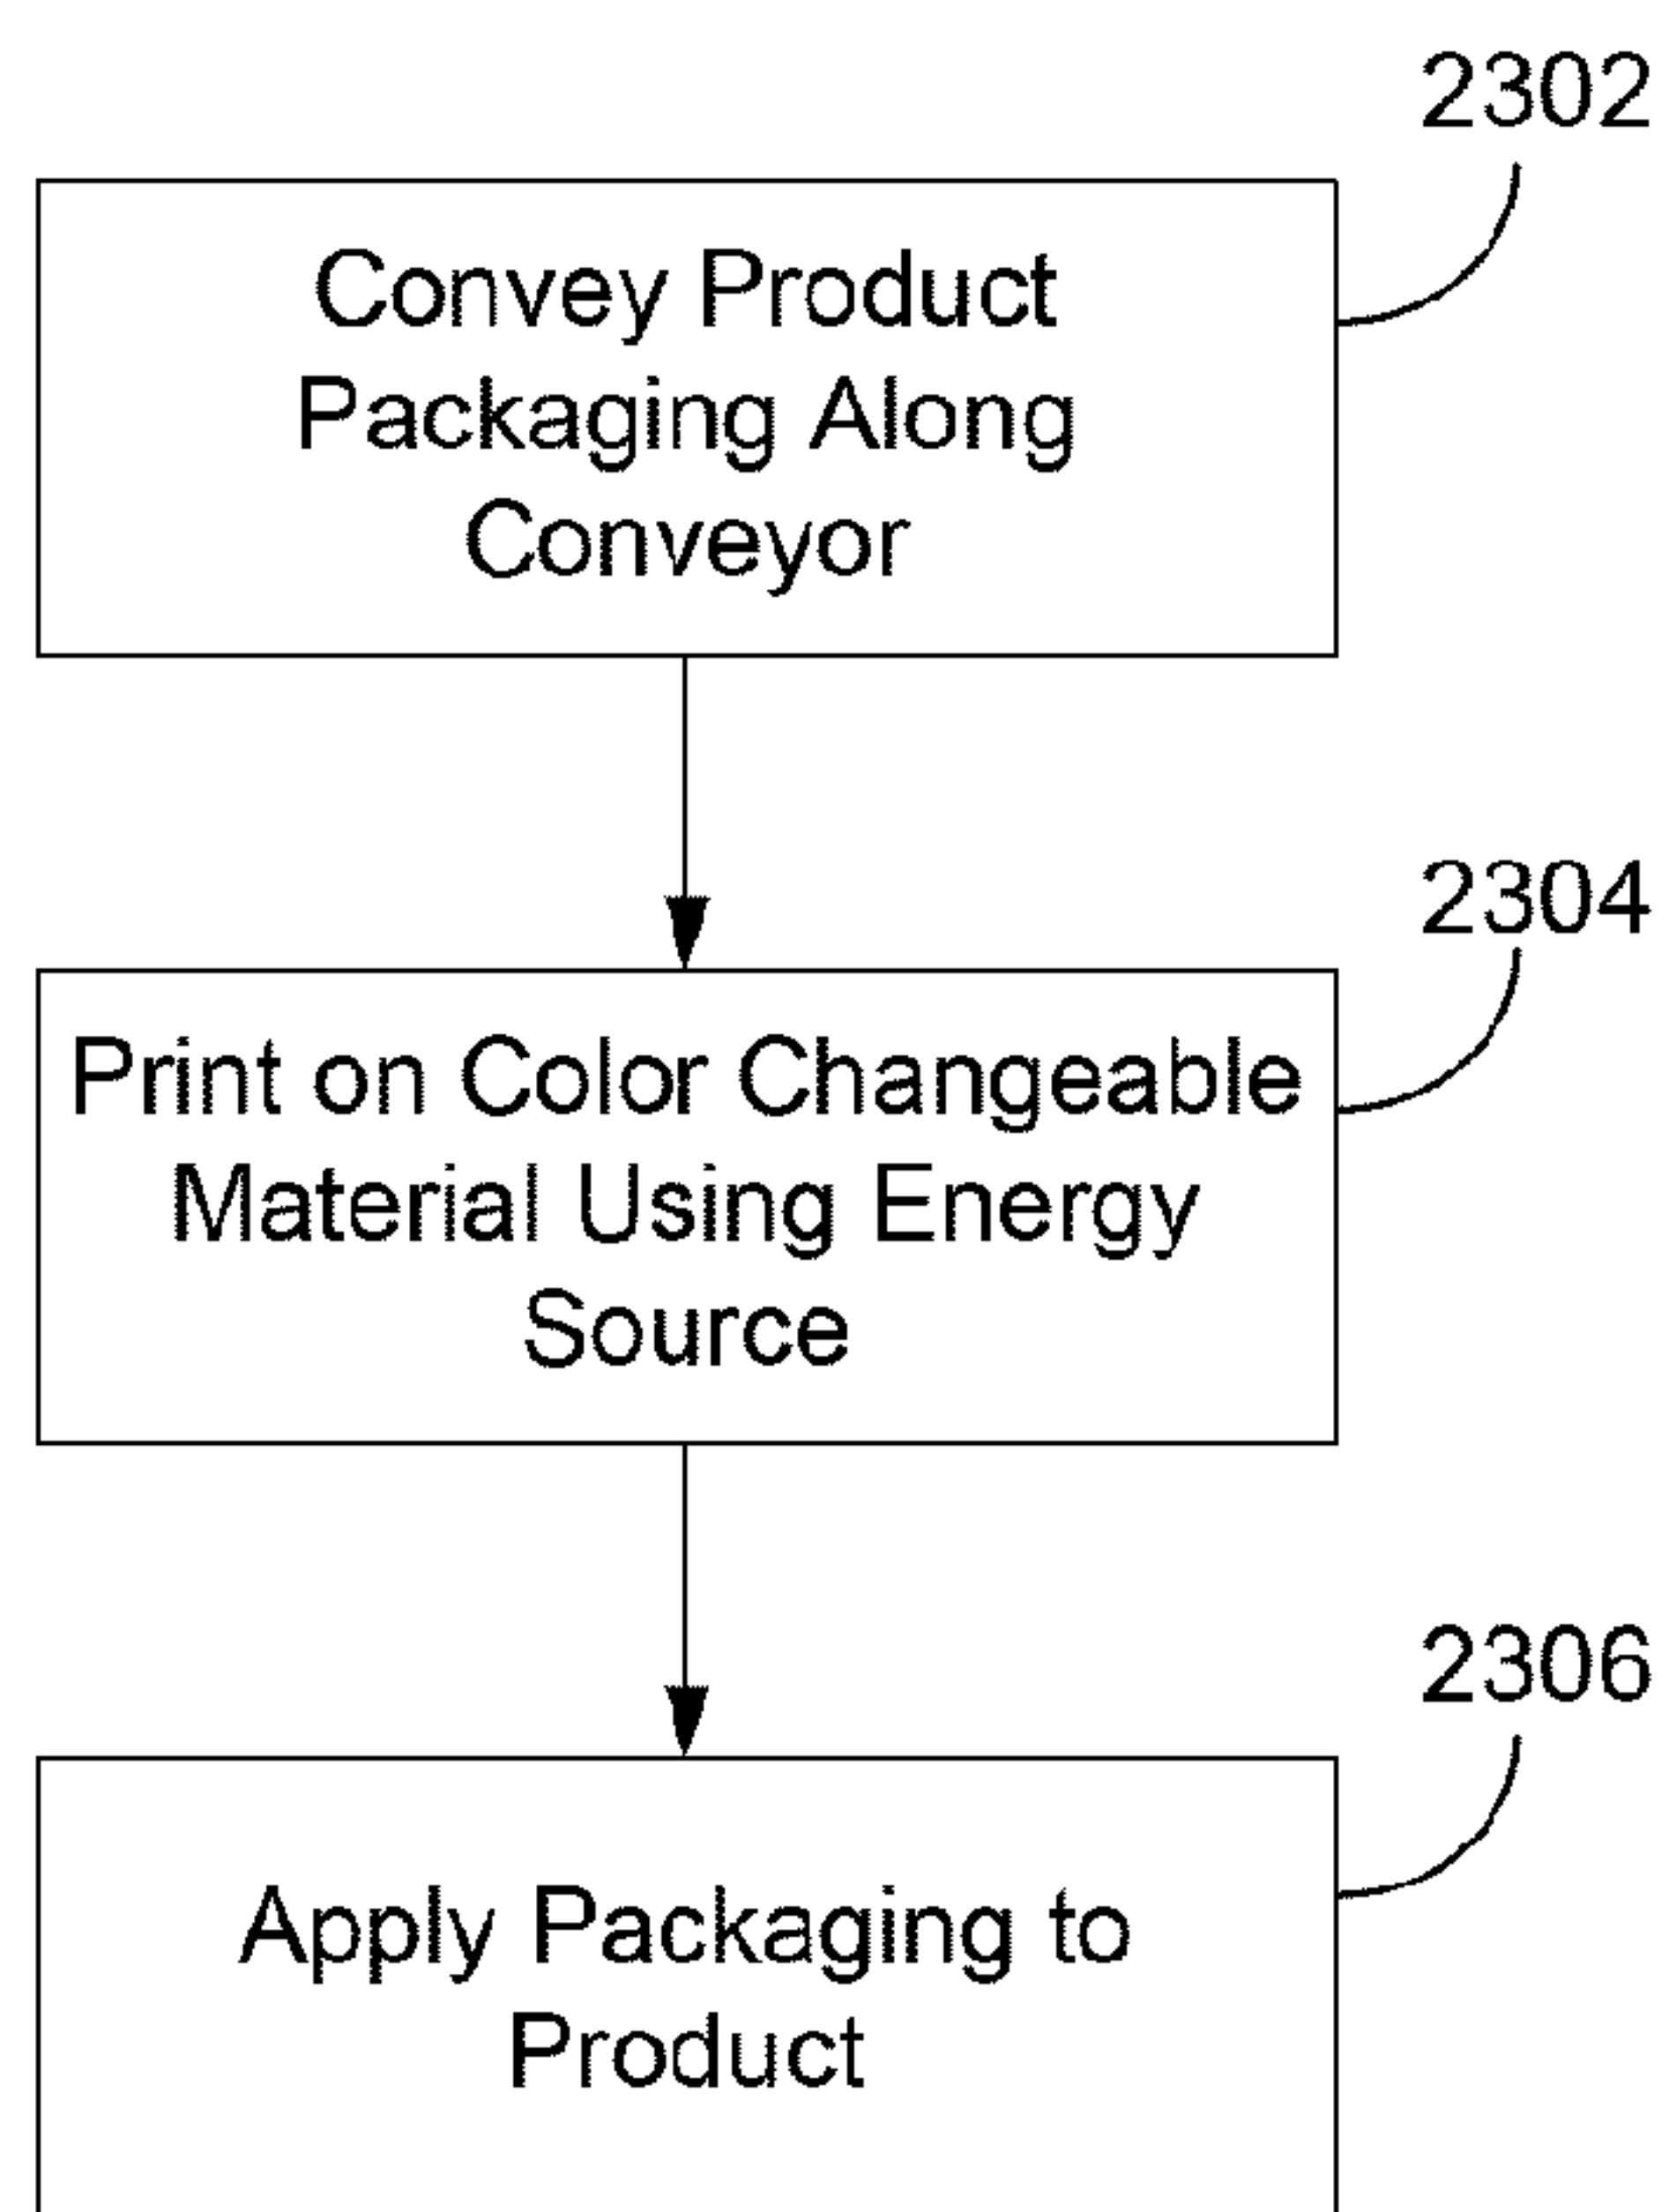 2302
Convey Product
Packaging Along
Conveyor
2304
Print on Color Changeable
Material Using Energy
Source
2306
Apply Packaging to
Product